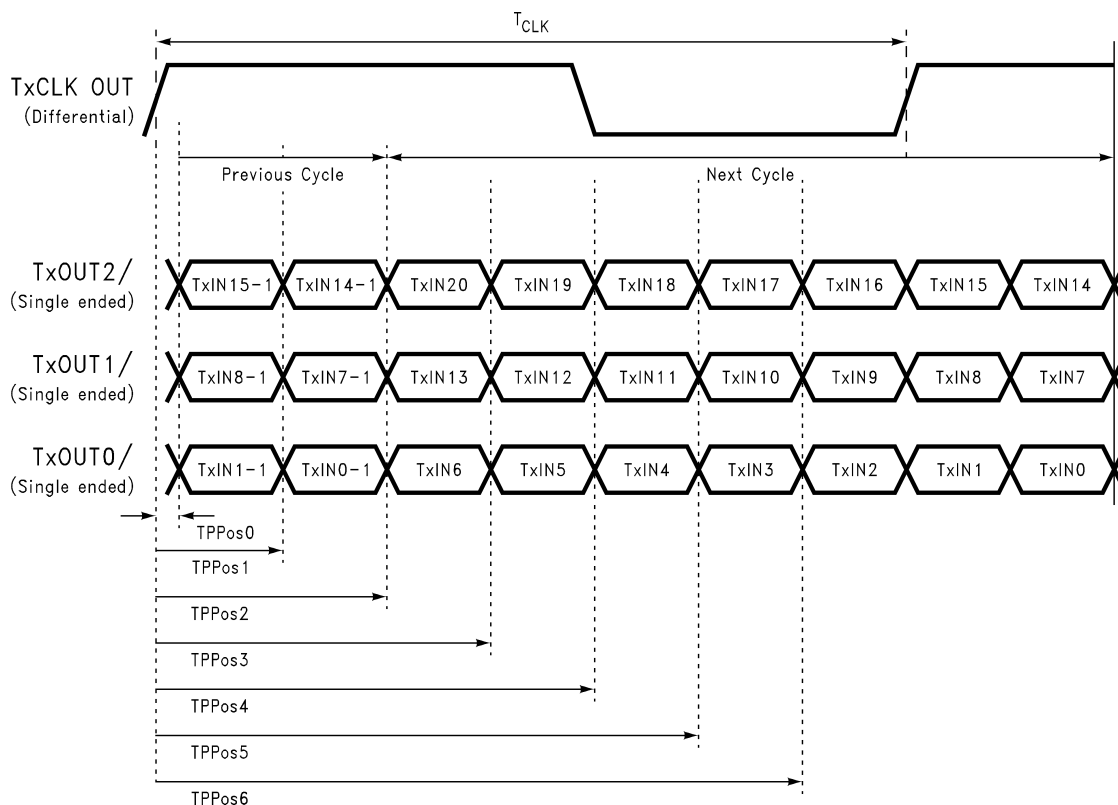 TCLK
TxCLK OUT
(Differential)
Previous Cycle
Next Cycle
TxOUT2/
(Single ended)
TxIN15-1 TxIN14-1 TxIN20 TxIN19 TxIN18 TxIN17 TxIN16 TxIN15 TxIN14
TxOUT1/
(Single ended)
TxIN8-1 TxIN7-1 TxIN13 TxIN12 TxIN11 TxIN10 TxIN9 TxIN8 TxIN7
TxOUT0/
(Single ended)
TxIN1-1 TxIN0-1 TxIN6 TxIN5 TxIN4 TxIN3 TxIN2 TxIN1 TxIN0
TPPos0
TPPos1
TPPos2
TPPos3
TPPos4
TPPos5
TPPos6